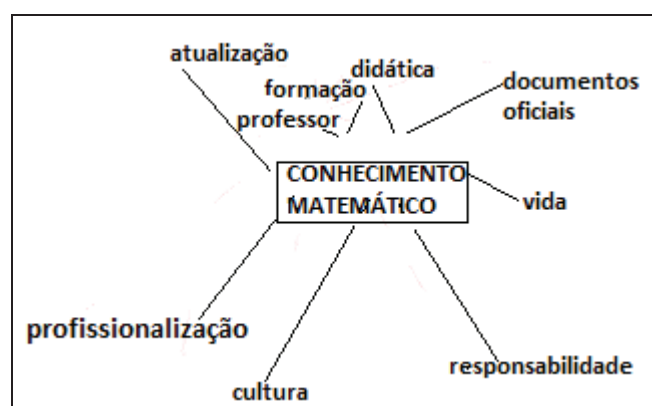 atualização
didática
formação
documentos
oficiais
professor
CONHECIMENTO
MATEMÁTICO
vida
profissionalização
responsabilidade
cultura